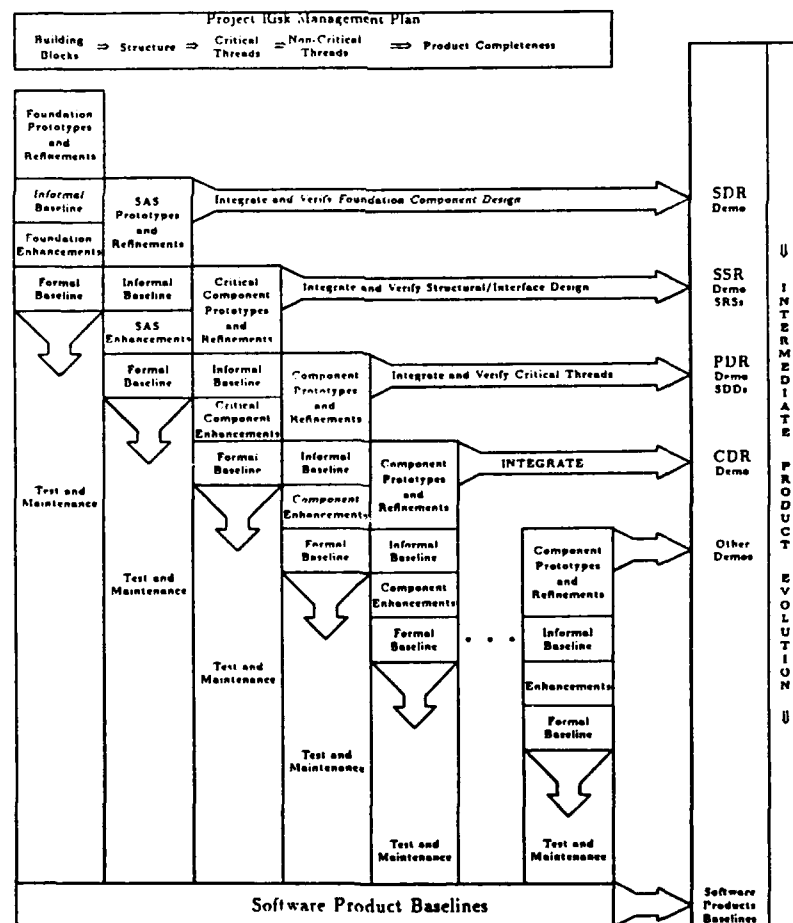 Project Risk Management Plan
Building Blocks ⇒ Structure ⇒ Critical Threads ⇒ Non-Critical Threads ⇒ Product Completeness
Foundation
Prototypes
and
Refinements
Informal
Baseline
Foundation
Enhancements
Formal
Baseline
Test and
Maintenance
SAS
Prototypes
and
Refinements
Informal
Baseline
SAS
Enhancements
Formal
Baseline
Test and
Maintenance
Critical
Component
Prototypes
and
Refinements
Informal
Baseline
Critical
Component
Enhancements
Formal
Baseline
Test and
Maintenance
Component
Prototypes
and
Refinements
Informal
Baseline
Component
Enhancements
Formal
Baseline
Test and
Maintenance
Component
Prototypes
and
Refinements
Informal
Baseline
Component
Enhancements
Formal
Baseline
Test and
Maintenance
. . .
Component
Prototypes
and
Refinements
Informal
Baseline
Enhancements
Formal
Baseline
Test and
Maintenance
Integrate and Verify Foundation Component Design
Integrate and Verify Structural/Interface Design
Integrate and Verify Critical Threads
INTEGRATE
SDR
Demo
SSR
Demo
SRSs
PDR
Demo
SDDs
CDR
Demo
Other
Demos
Software
Products
Baselines
⇓ INTERMEDIATE PRODUCT EVOLUTION ⇓
Software Product Baselines